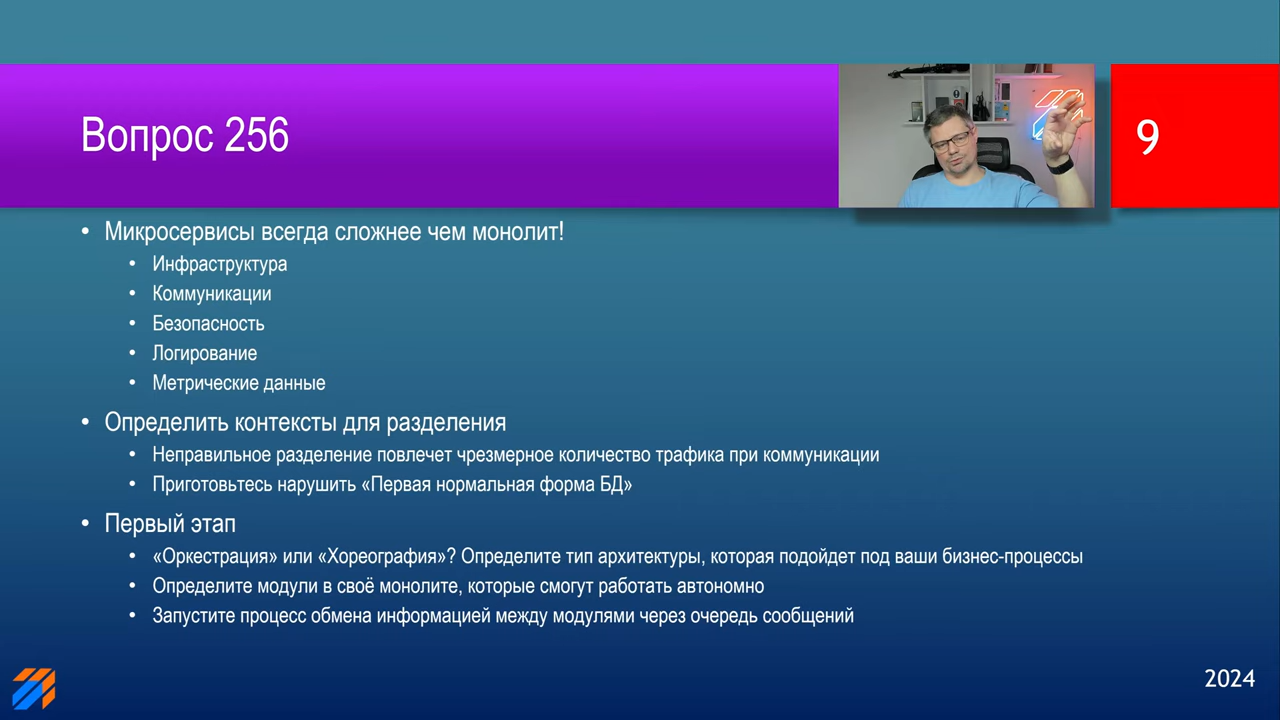 Вопрос 256
9
Микросервисы всегда сложнее чем монолит!
Инфраструктура
Коммуникации
Безопасность
Логирование
Метрические данные
Определить контексты для разделения
Неправильное разделение повлечет чрезмерное количество трафика при коммуникации
Приготовьтесь нарушить «Первая нормальная форма БД»
Первый этап
«Оркестрация» или «Хореография»? Определите тип архитектуры, которая подойдет под ваши бизнес-процессы
Определите модули в своё монолите, которые смогут работать автономно
Запустите процесс обмена информацией между модулями через очередь сообщений
2024